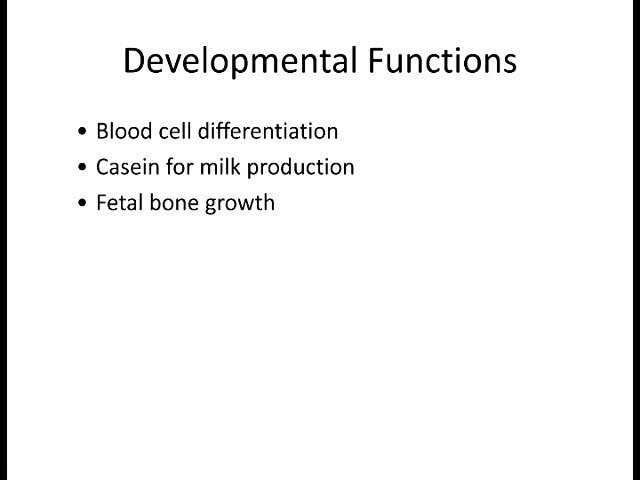 Developmental Functions
• Blood cell differentiation
• Casein for milk production
• Fetal bone growth